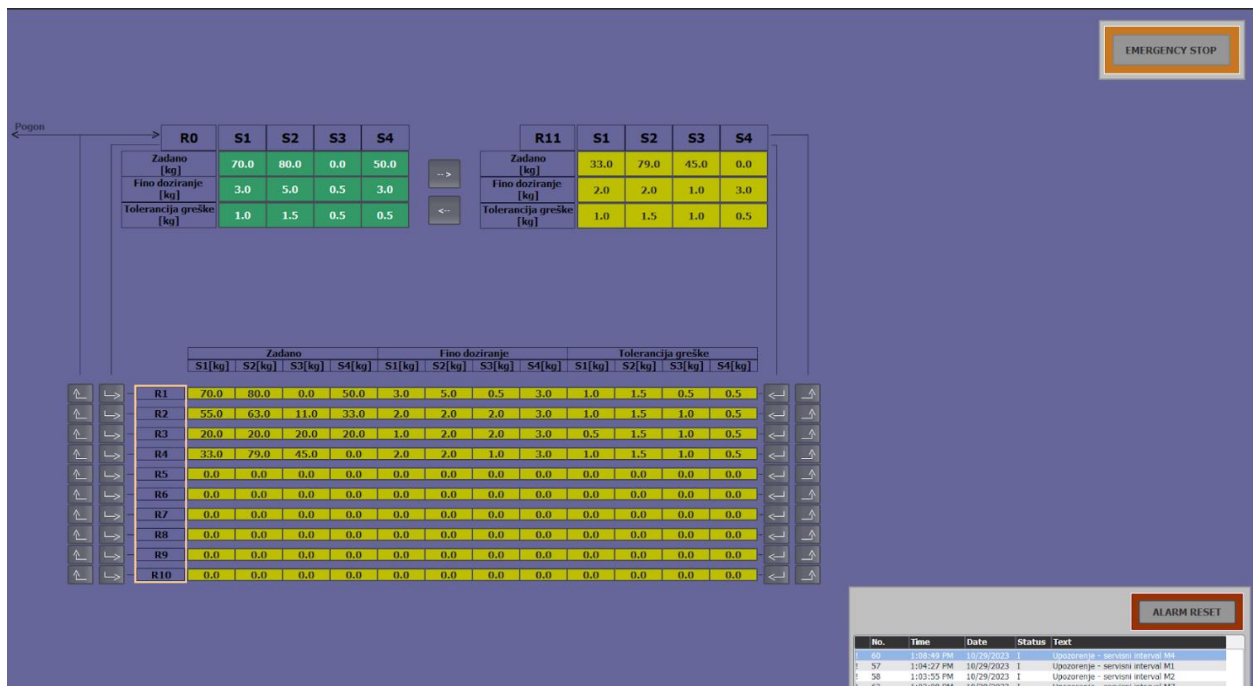 EMERGENCY STOP
Pogon
R0 S1 S2 S3 S4
Zadano [kg] 70.0 80.0 0.0 50.0
Fino doziranje [kg] 3.0 5.0 0.5 3.0
Tolerancija greške [kg] 1.0 1.5 0.5 0.5
-->
<--
R11 S1 S2 S3 S4
Zadano [kg] 33.0 79.0 45.0 0.0
Fino doziranje [kg] 2.0 2.0 1.0 3.0
Tolerancija greške [kg] 1.0 1.5 1.0 0.5
Zadano Fino doziranje Tolerancija greške
S1[kg] S2[kg] S3[kg] S4[kg] S1[kg] S2[kg] S3[kg] S4[kg] S1[kg] S2[kg] S3[kg] S4[kg]
R1 70.0 80.0 0.0 50.0 3.0 5.0 0.5 3.0 1.0 1.5 0.5 0.5
R2 55.0 63.0 11.0 33.0 2.0 2.0 2.0 3.0 1.0 1.5 1.0 0.5
R3 20.0 20.0 20.0 20.0 1.0 2.0 2.0 3.0 0.5 1.5 1.0 0.5
R4 33.0 79.0 45.0 0.0 2.0 2.0 1.0 3.0 1.0 1.5 1.0 0.5
R5 0.0 0.0 0.0 0.0 0.0 0.0 0.0 0.0 0.0 0.0 0.0 0.0
R6 0.0 0.0 0.0 0.0 0.0 0.0 0.0 0.0 0.0 0.0 0.0 0.0
R7 0.0 0.0 0.0 0.0 0.0 0.0 0.0 0.0 0.0 0.0 0.0 0.0
R8 0.0 0.0 0.0 0.0 0.0 0.0 0.0 0.0 0.0 0.0 0.0 0.0
R9 0.0 0.0 0.0 0.0 0.0 0.0 0.0 0.0 0.0 0.0 0.0 0.0
R10 0.0 0.0 0.0 0.0 0.0 0.0 0.0 0.0 0.0 0.0 0.0 0.0
ALARM RESET
No. Time Date Status Text
! 60 1:08:49 PM 10/29/2023 I Upozorenje - servisni interval M4
! 57 1:04:27 PM 10/29/2023 I Upozorenje - servisni interval M1
! 58 1:03:55 PM 10/29/2023 I Upozorenje - servisni interval M2